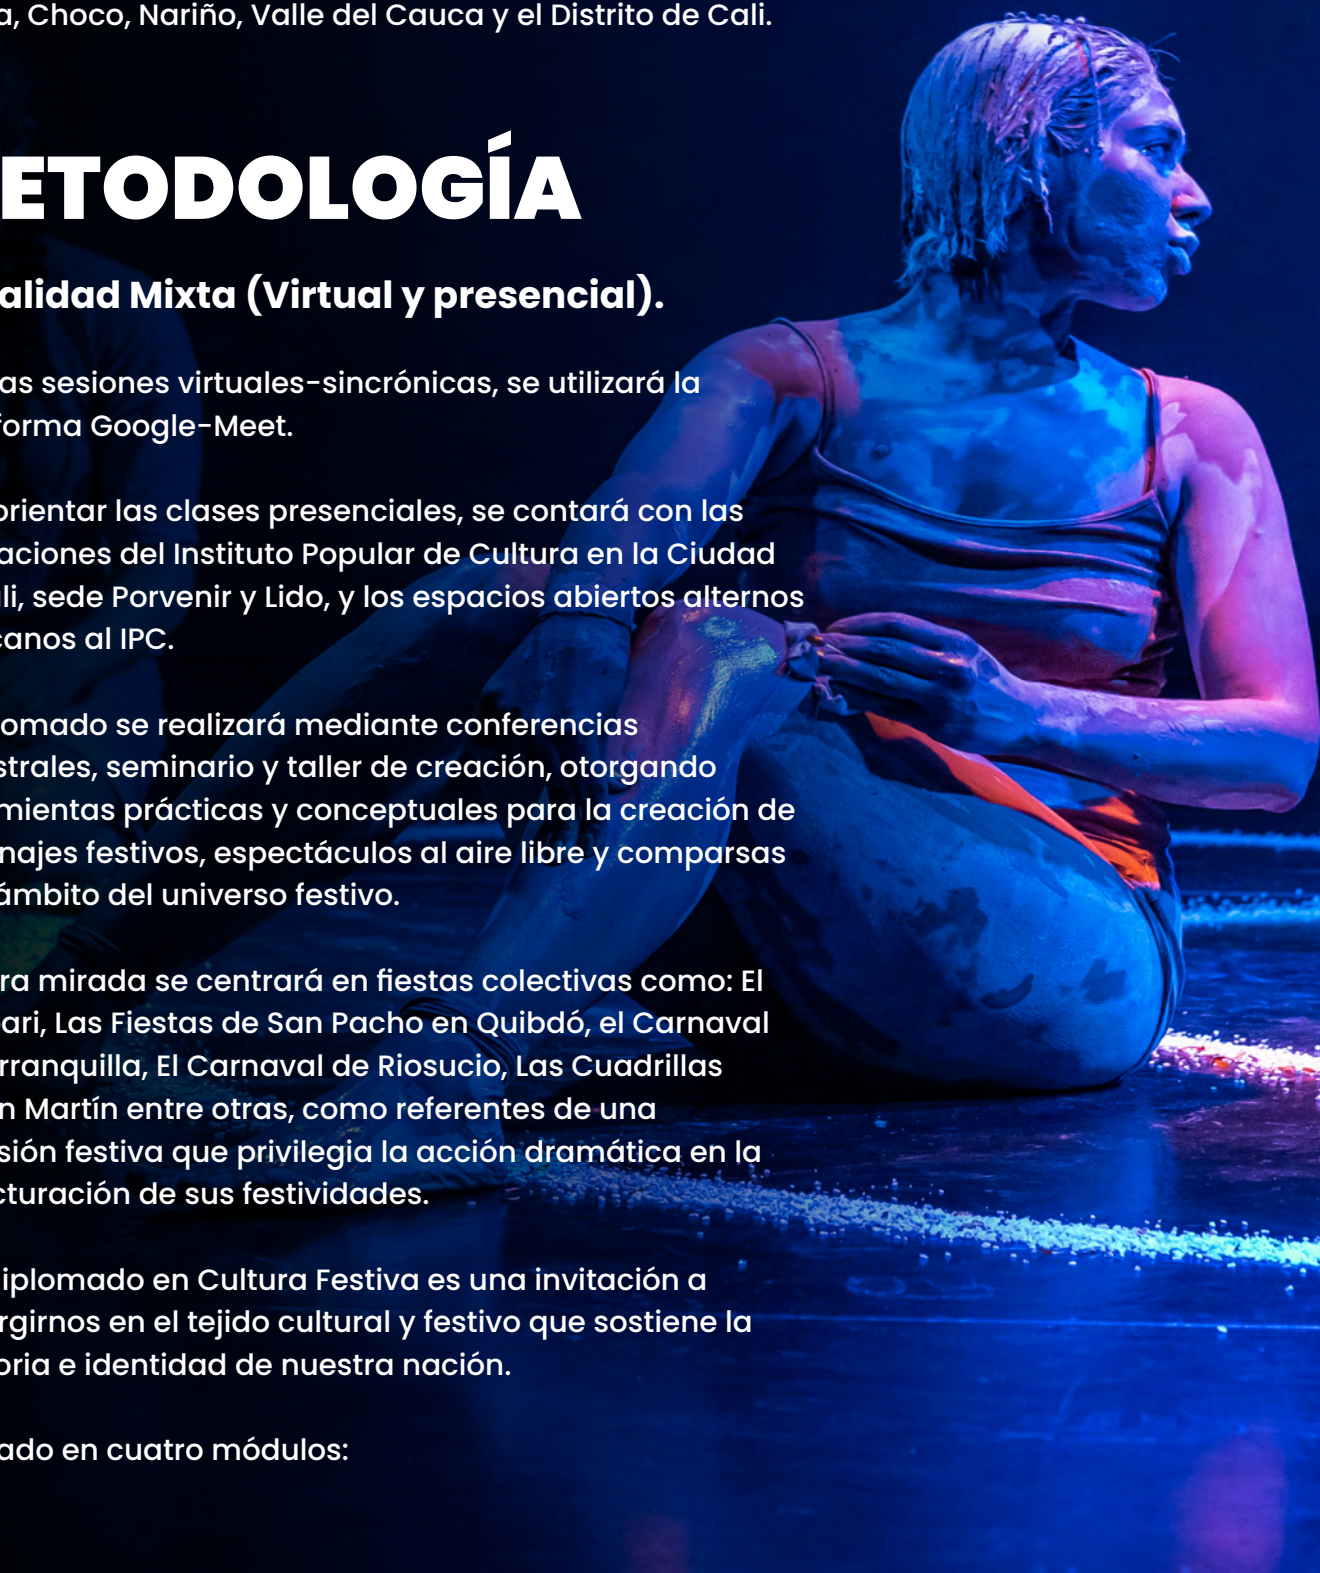 a, Choco, Nariño, Valle del Cauca y el Distrito de Cali.
ETODOLOGÍA
alidad Mixta (Virtual y presencial).
as sesiones virtuales-sincrónicas, se utilizará la
forma Google-Meet.
orientar las clases presenciales, se contará con las
aciones del Instituto Popular de Cultura en la Ciudad
li, sede Porvenir y Lido, y los espacios abiertos alternos
canos al IPC.
omado se realizará mediante conferencias
strales, seminario y taller de creación, otorgando
mientas prácticas y conceptuales para la creación de
najes festivos, espectáculos al aire libre y comparsas
ámbito del universo festivo.
ra mirada se centrará en fiestas colectivas como: El
ari, Las Fiestas de San Pacho en Quibdó, el Carnaval
rranquilla, El Carnaval de Riosucio, Las Cuadrillas
n Martín entre otras, como referentes de una
sión festiva que privilegia la acción dramática en la
cturación de sus festividades.
iplomado en Cultura Festiva es una invitación a
rgirnos en el tejido cultural y festivo que sostiene la
oria e identidad de nuestra nación.
ado en cuatro módulos: